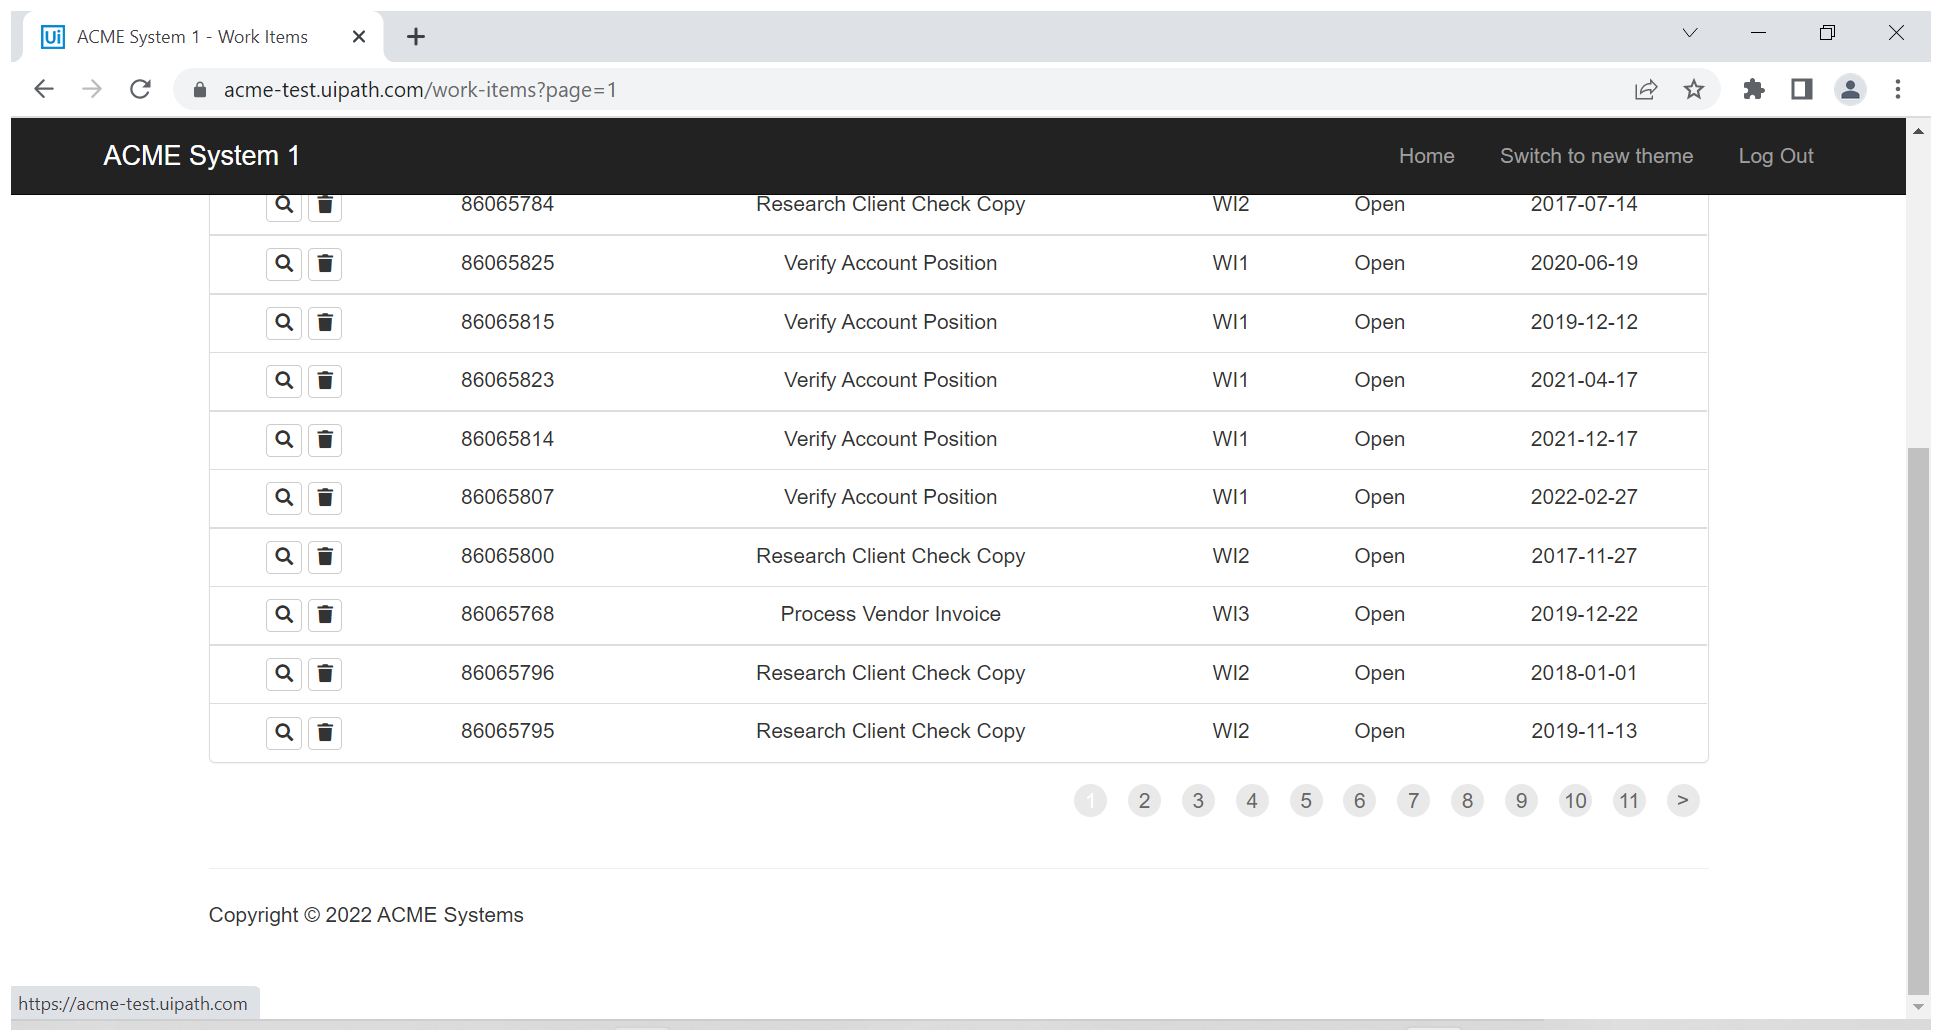 Ui ACME System 1 - Work Items
acme-test.uipath.com/work-items?page=1
ACME System 1 Home Switch to new theme Log Out
86065784 Research Client Check Copy WI2 Open 2017-07-14
86065825 Verify Account Position WI1 Open 2020-06-19
86065815 Verify Account Position WI1 Open 2019-12-12
86065823 Verify Account Position WI1 Open 2021-04-17
86065814 Verify Account Position WI1 Open 2021-12-17
86065807 Verify Account Position WI1 Open 2022-02-27
86065800 Research Client Check Copy WI2 Open 2017-11-27
86065768 Process Vendor Invoice WI3 Open 2019-12-22
86065796 Research Client Check Copy WI2 Open 2018-01-01
86065795 Research Client Check Copy WI2 Open 2019-11-13
1 2 3 4 5 6 7 8 9 10 11 >
Copyright © 2022 ACME Systems
https://acme-test.uipath.com